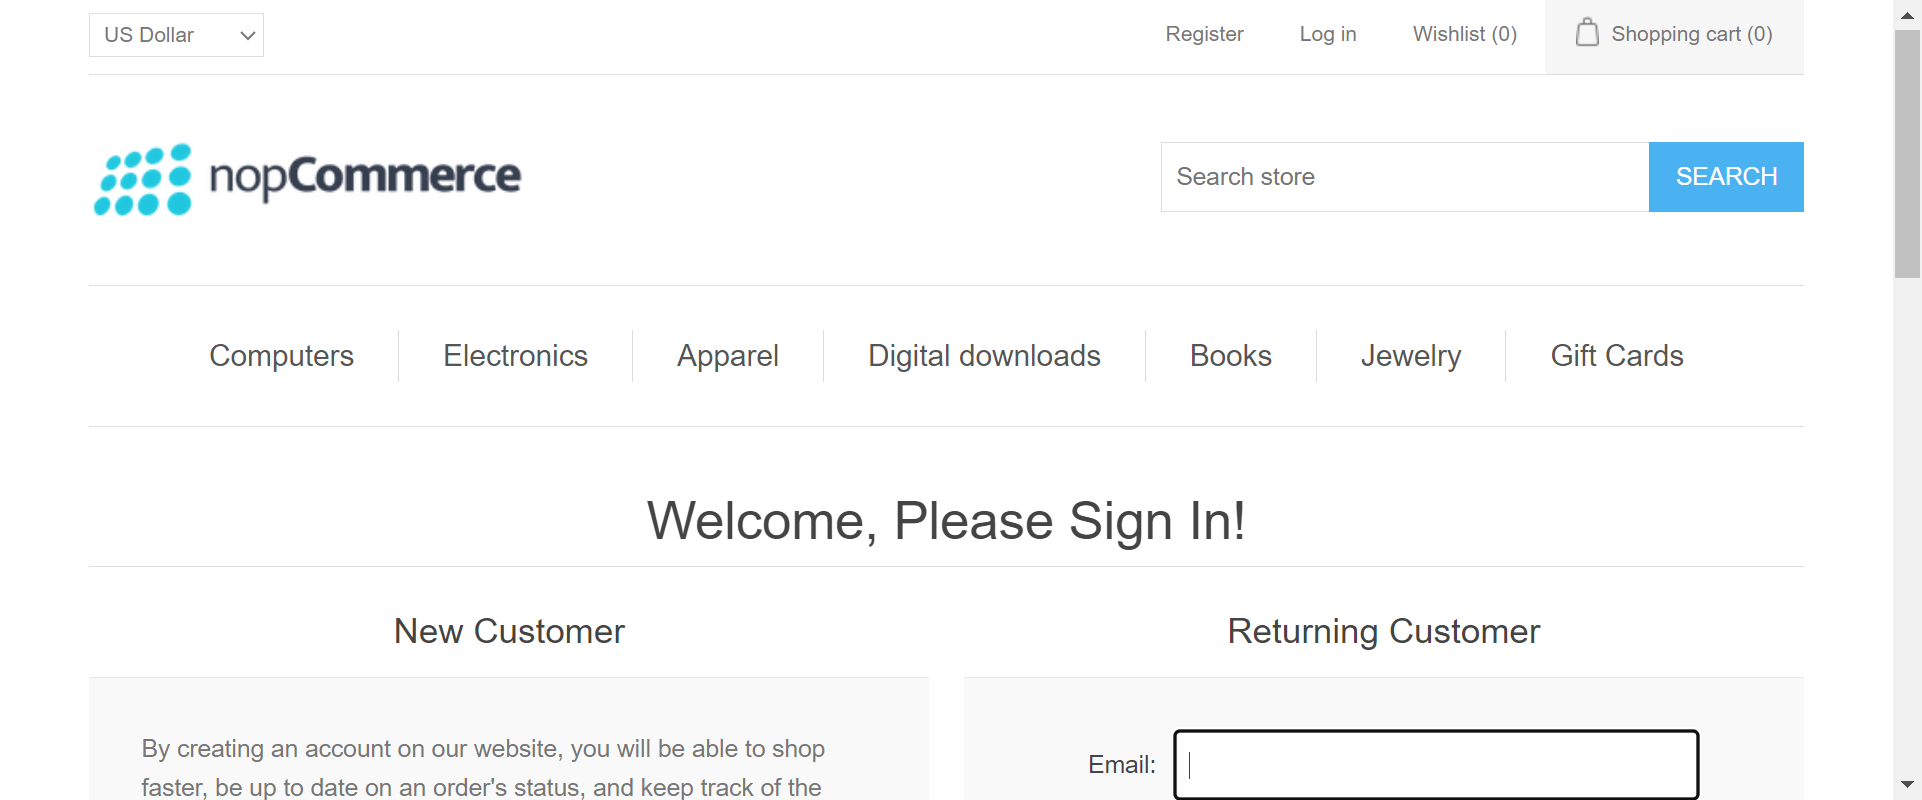 US Dollar
Register
Log in
Wishlist (0)
Shopping cart (0)
nopCommerce
Search store
SEARCH
Computers
Electronics
Apparel
Digital downloads
Books
Jewelry
Gift Cards
Welcome, Please Sign In!
New Customer
By creating an account on our website, you will be able to shop
faster, be up to date on an order's status, and keep track of the
Returning Customer
Email: